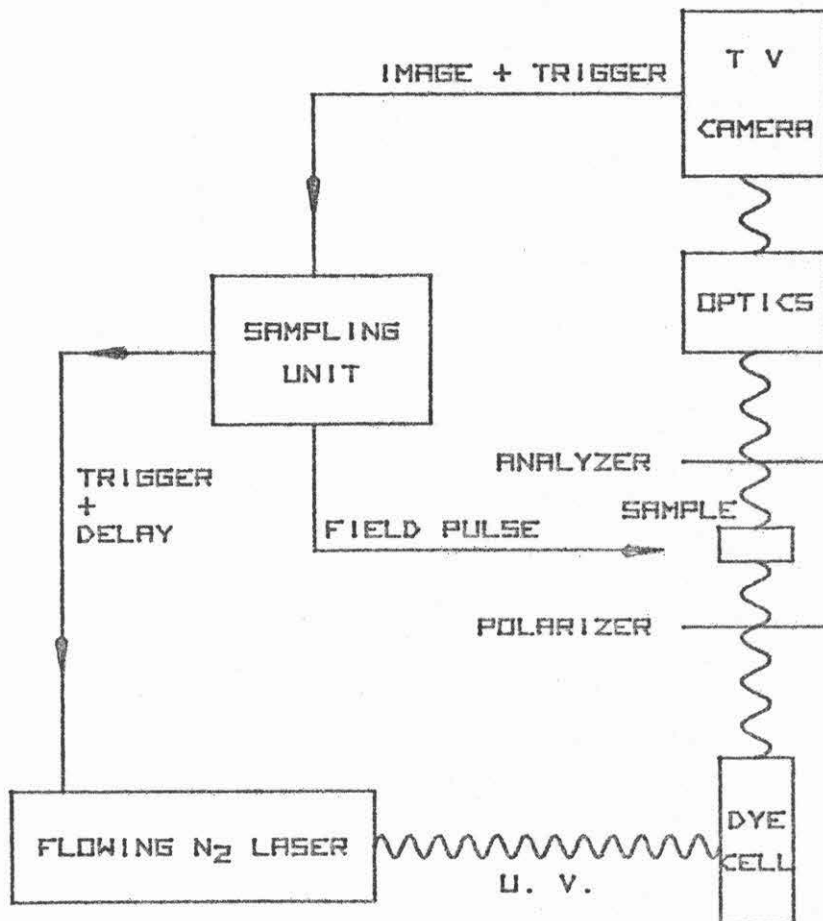 IMAGE + TRIGGER
T V
CAMERA
OPTICS
SAMPLING
UNIT
ANALYZER
SAMPLE
TRIGGER
+
DELAY
FIELD PULSE
POLARIZER
FLOWING N₂ LASER
U. V.
DYE
CELL